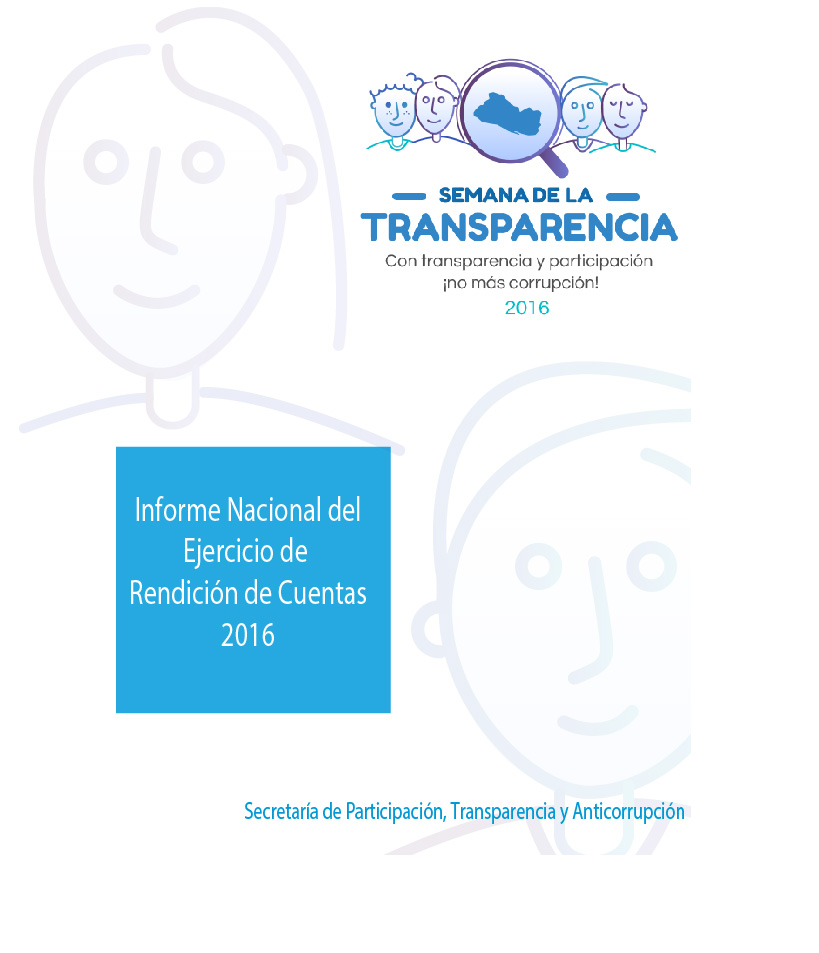 SEMANA DE LA
TRANSPARENCIA
Con transparencia y participación
¡no más corrupción!
2016
Informe Nacional del
Ejercicio de
Rendición de Cuentas
2016
Secretaría de Participación, Transparencia y Anticorrupción